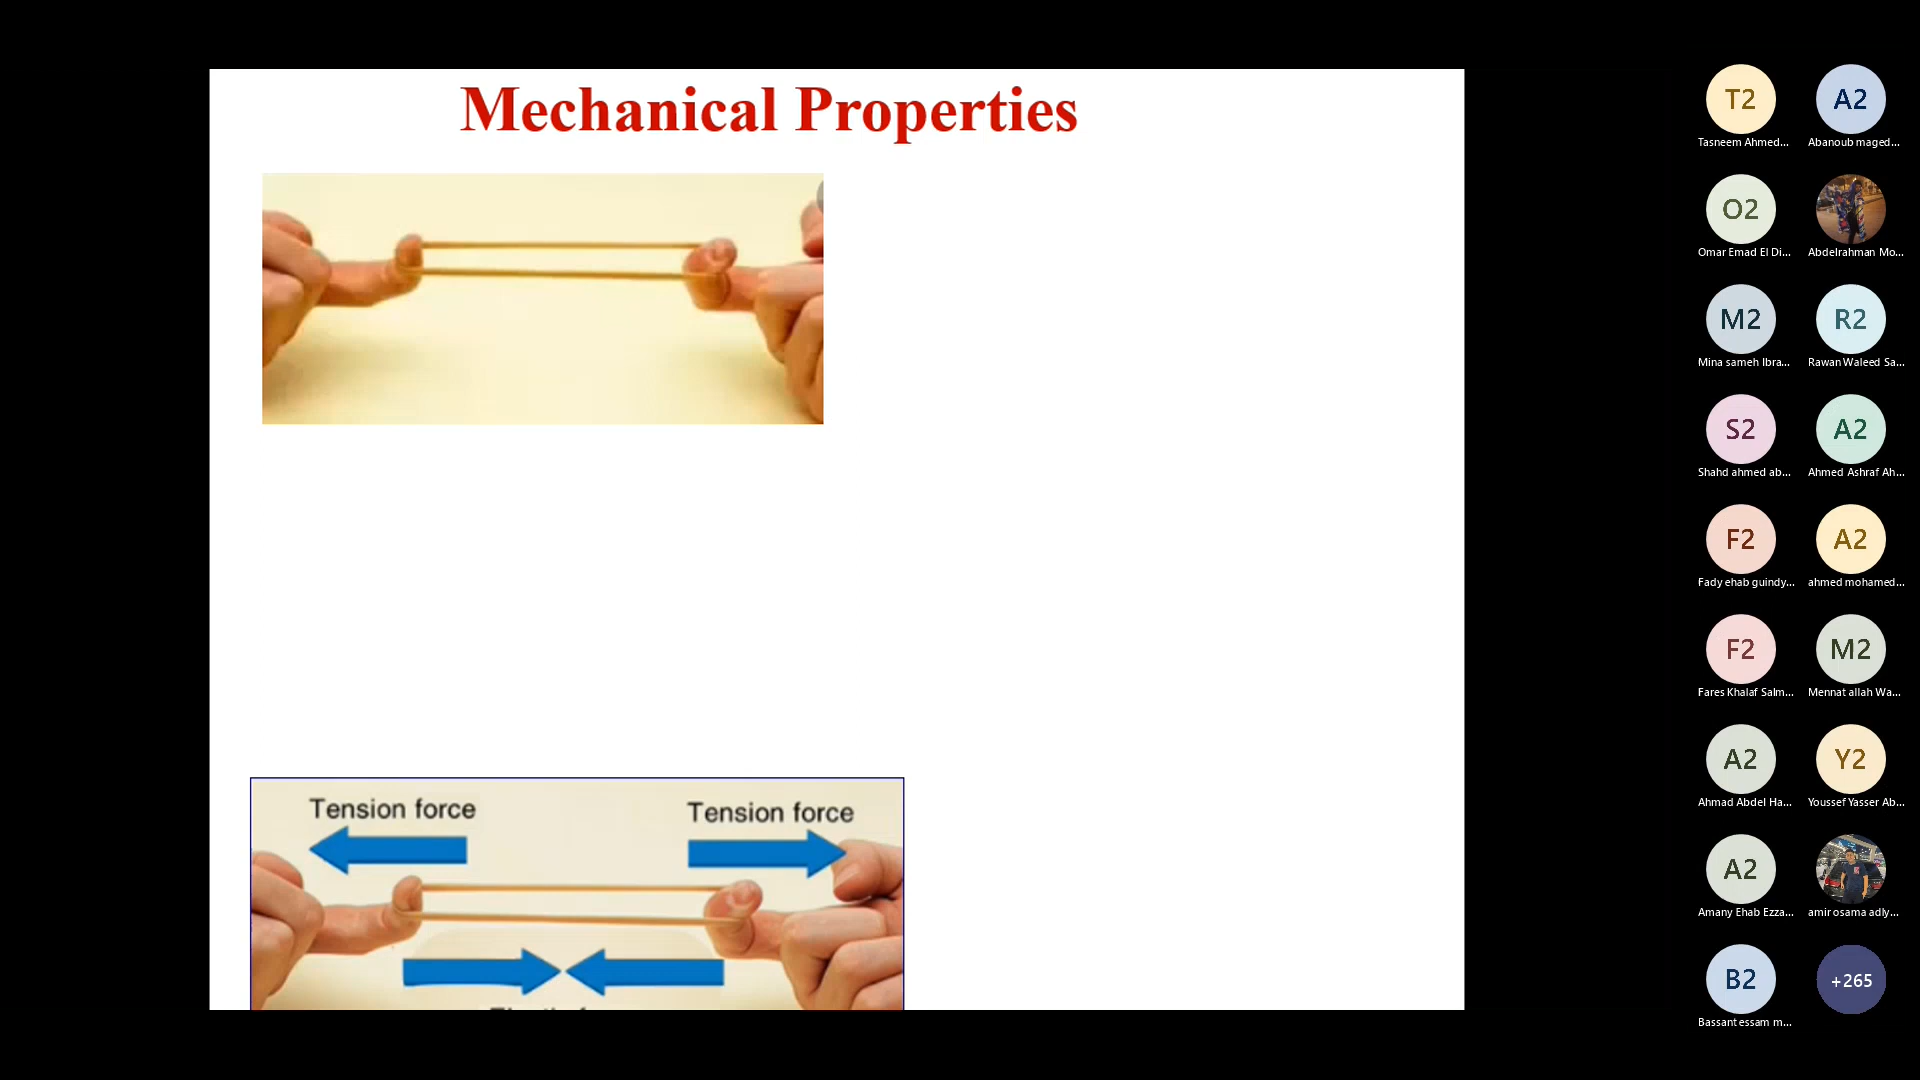 Mechanical Properties
Tension force
Tension force
T2
A2
Tasneem Ahmed...
Abanoub maged...
O2
Omar Emad El Di...
Abdelrahman Mo...
M2
R2
Mina sameh Ibra...
Rawan Waleed Sa...
S2
A2
Shahd ahmed ab...
Ahmed Ashraf Ah...
F2
A2
Fady ehab guindy...
ahmed mohamed...
F2
M2
Fares Khalaf Salm...
Mennat allah Wa...
A2
Y2
Ahmad Abdel Ha...
Youssef Yasser Ab...
A2
Amany Ehab Ezza...
amir osama adly...
B2
+265
Bassant essam m...